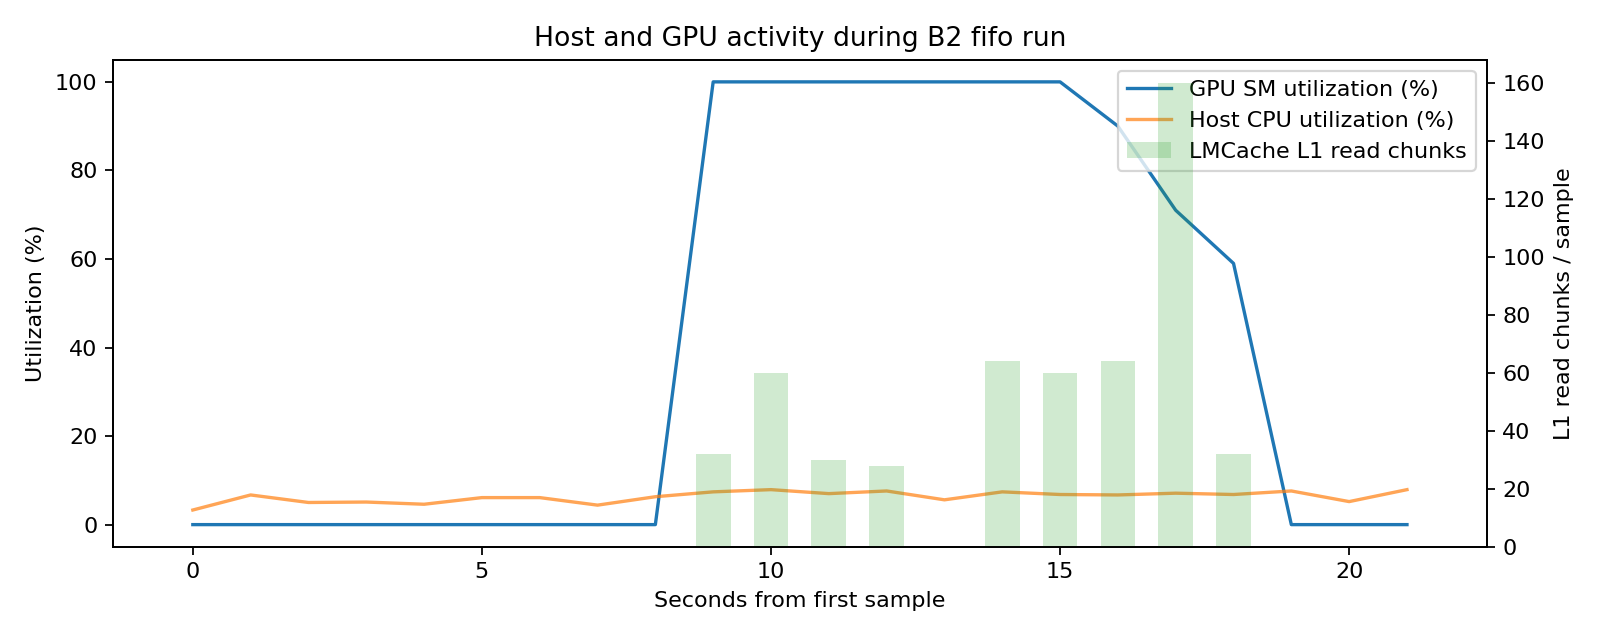 Host and GPU activity during B2 fifo run
GPU SM utilization (%)
Host CPU utilization (%)
LMCache L1 read chunks
Utilization (%)
100
80
60
40
20
0
160
140
120
100
80
60
40
20
0
L1 read chunks / sample
0
5
10
15
20
Seconds from first sample